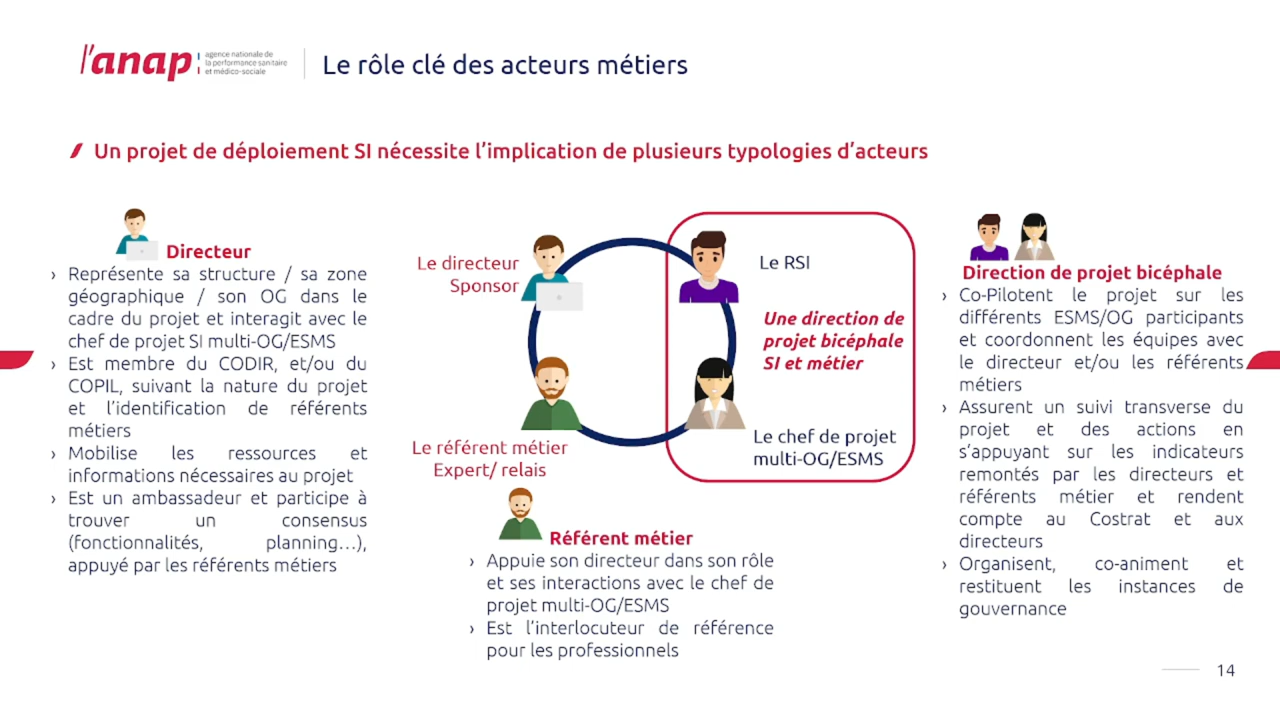 l'anap
agence nationale de
la performance sanitaire
et médico-sociale
Le rôle clé des acteurs métiers
Un projet de déploiement SI nécessite l'implication de plusieurs typologies d'acteurs
Directeur
› Représente sa structure / sa zone
géographique / son OG dans le
cadre du projet et interagit avec le
chef de projet SI multi-OG/ESMS
› Est membre du CODIR, et/ou du
COPIL, suivant la nature du projet
et l'identification de référents
métiers
› Mobilise les ressources et
informations nécessaires au projet
› Est un ambassadeur et participe à
trouver un consensus
(fonctionnalités, planning…),
appuyé par les référents métiers
Le directeur
Sponsor
Le RSI
Une direction de
projet bicéphale
SI et métier
Le référent métier
Expert/ relais
Le chef de projet
multi-OG/ESMS
Référent métier
› Appuie son directeur dans son rôle
et ses interactions avec le chef de
projet multi-OG/ESMS
› Est l'interlocuteur de référence
pour les professionnels
Direction de projet bicéphale
› Co-Pilotent le projet sur les
différents ESMS/OG participants
et coordonnent les équipes avec
le directeur et/ou les référents
métiers
› Assurent un suivi transverse du
projet et des actions en
s'appuyant sur les indicateurs
remontés par les directeurs et
référents métier et rendent
compte au Costrat et aux
directeurs
› Organisent, co-animent et
restituent les instances de
gouvernance
14